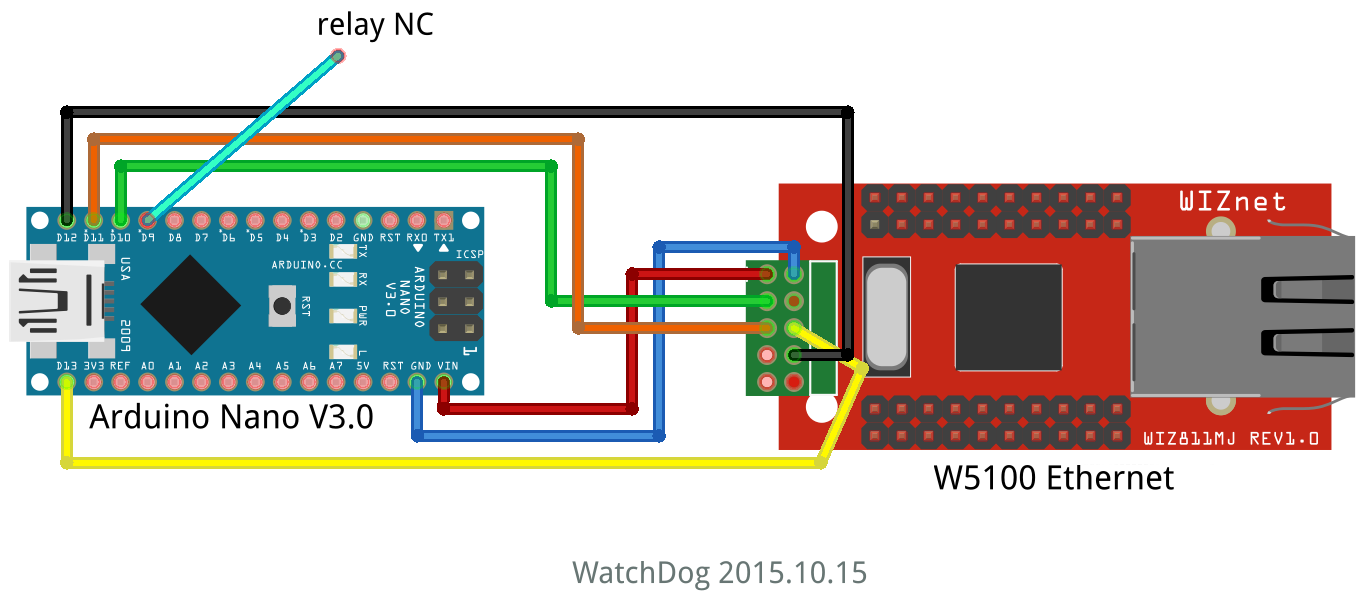 relay NC
WIZnet
D12 D11 D10 D9 D8 D7 D6 D5 D4 D3 D2 GND RST RX0 TX1
TX
ICSP
USA
ARDUINO.CC
RX
RST
ARDUINO
NANO
V3.0
PWR
2009
L
1
D13 3V3 REF A0 A1 A2 A3 A4 A5 A6 A7 5V RST GND VIN
Arduino Nano V3.0
WIZ811MJ REV1.0
W5100 Ethernet
WatchDog 2015.10.15